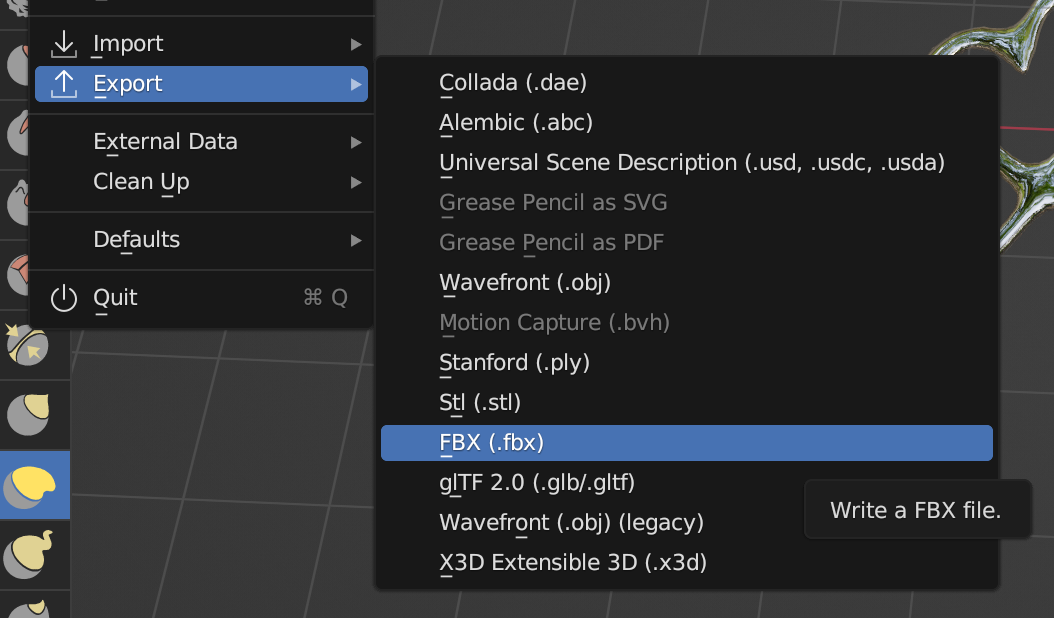 Import
Export
External Data
Clean Up
Defaults
Quit ⌘ Q
Collada (.dae)
Alembic (.abc)
Universal Scene Description (.usd, .usdc, .usda)
Grease Pencil as SVG
Grease Pencil as PDF
Wavefront (.obj)
Motion Capture (.bvh)
Stanford (.ply)
Stl (.stl)
FBX (.fbx)
glTF 2.0 (.glb/.gltf)
Wavefront (.obj) (legacy)
X3D Extensible 3D (.x3d)
Write a FBX file.